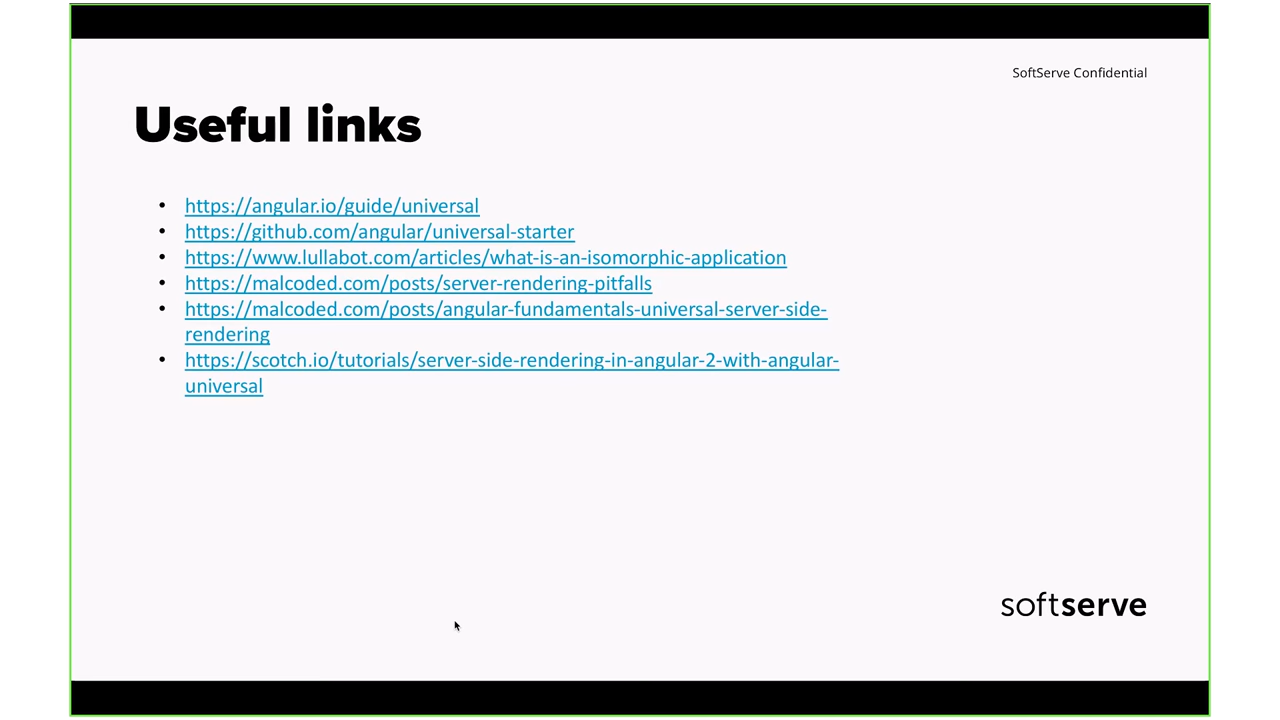 SoftServe Confidential
Useful links
• https://angular.io/guide/universal
• https://github.com/angular/universal-starter
• https://www.lullabot.com/articles/what-is-an-isomorphic-application
• https://malcoded.com/posts/server-rendering-pitfalls
• https://malcoded.com/posts/angular-fundamentals-universal-server-side-
rendering
• https://scotch.io/tutorials/server-side-rendering-in-angular-2-with-angular-
universal
softserve